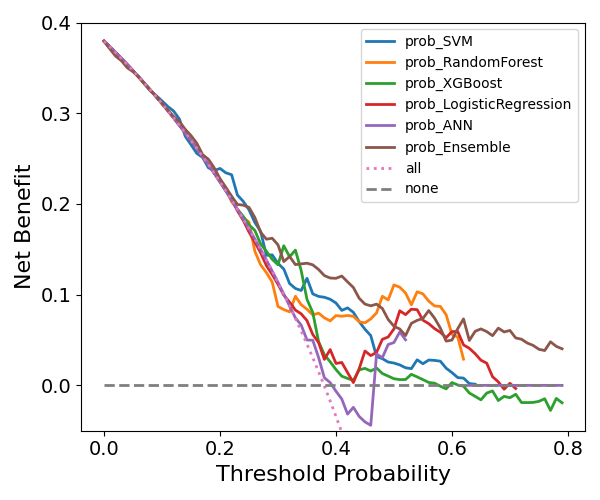 0.4
0.3
0.2
0.1
0.0
Net Benefit
prob_SVM
prob_RandomForest
prob_XGBoost
prob_LogisticRegression
prob_ANN
prob_Ensemble
all
none
0.0 0.2 0.4 0.6 0.8
Threshold Probability